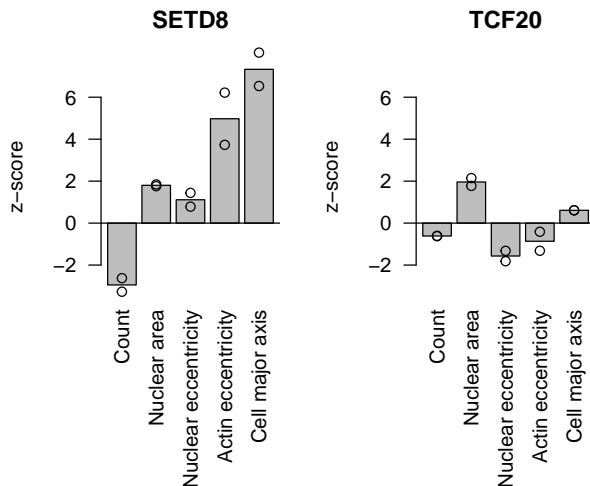 SETD8
z−score
6
4
2
0
−2
Count
Nuclear area
Nuclear eccentricity
Actin eccentricity
Cell major axis
TCF20
z−score
6
4
2
0
−2
Count
Nuclear area
Nuclear eccentricity
Actin eccentricity
Cell major axis